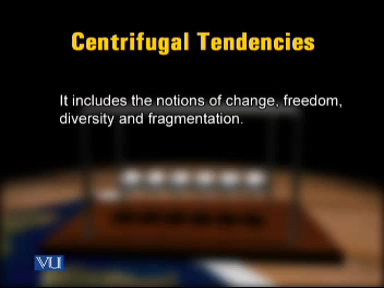 Centrifugal Tendencies
It includes the notions of change, freedom,
diversity and fragmentation.
VU